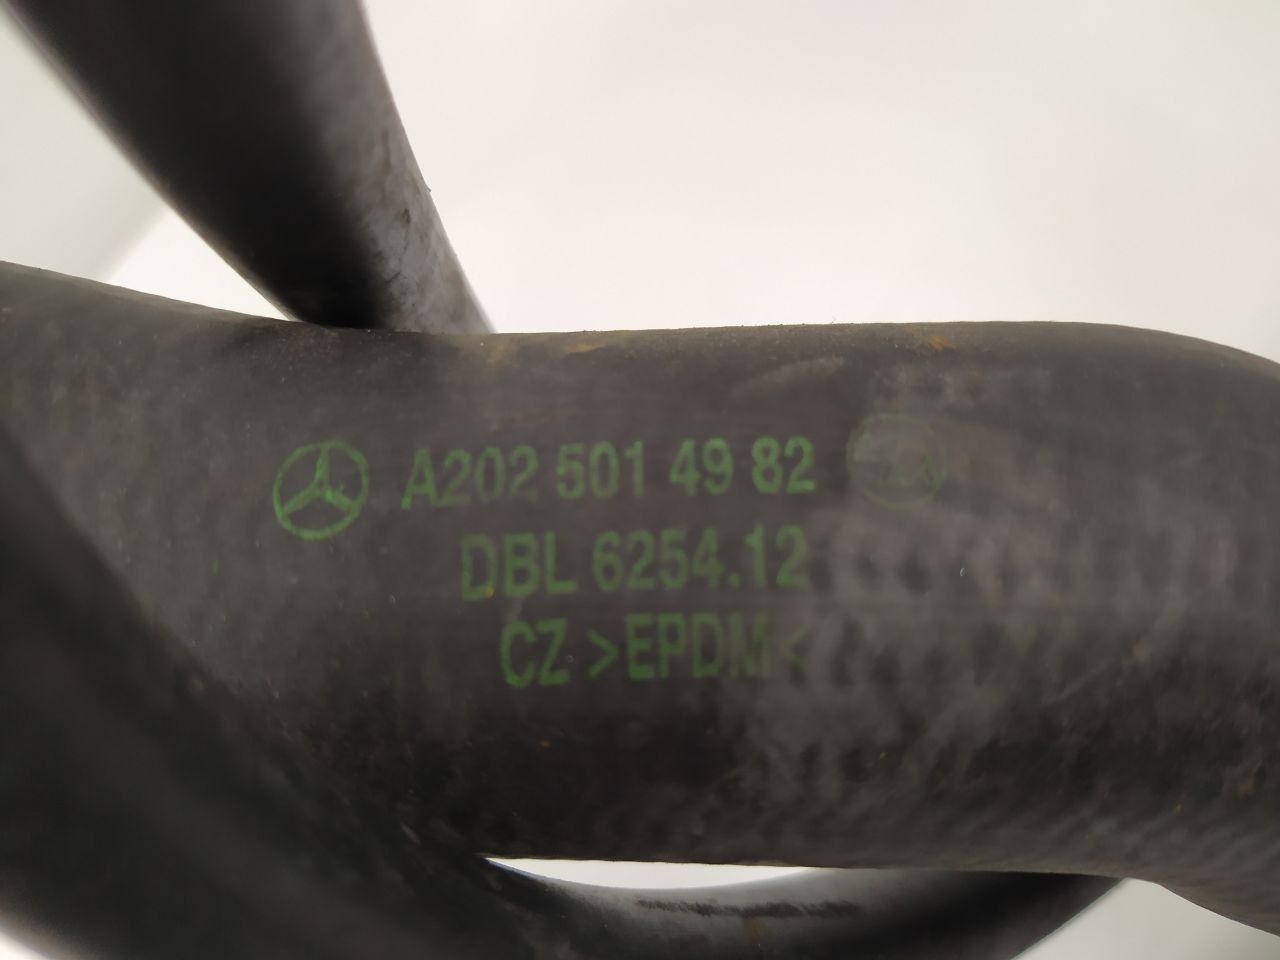 A202 501 49 82
DBL 6254.12
CZ >EPDM<